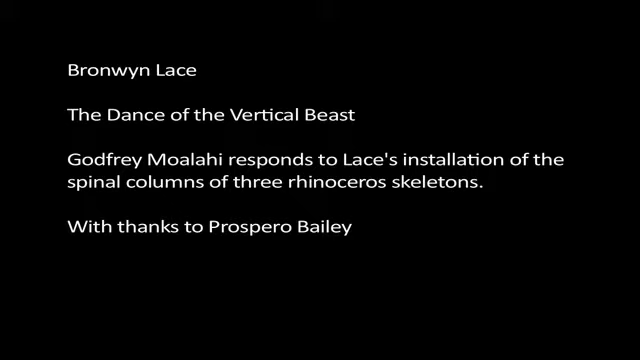 Bronwyn Lace
The Dance of the Vertical Beast
Godfrey Moalahi responds to Lace's installation of the
spinal columns of three rhinoceros skeletons.
With thanks to Prospero Bailey